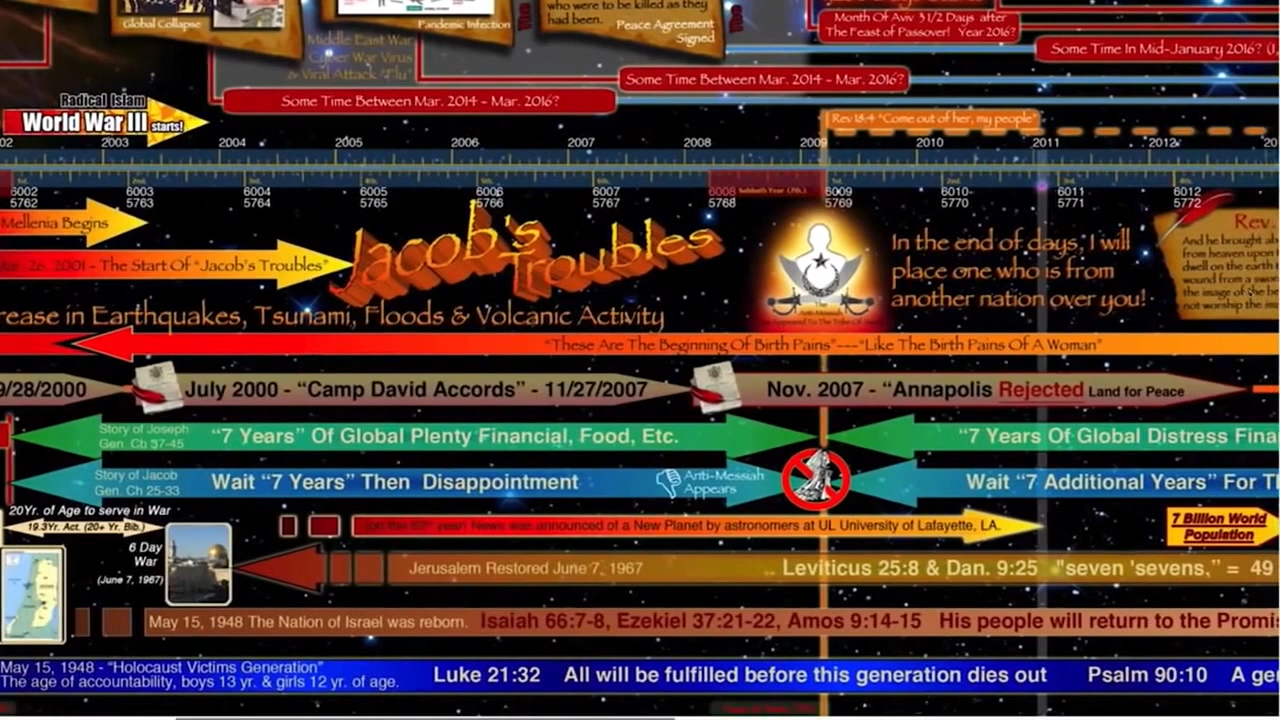 Global Collapse
Pandemic Infection
who were to be killed as they
had been.
Peace Agreement
Signed
Middle East War
Cyber War Virus
& Viral Attack "Flu"
Month Of Aviv 31/2 Days after
The Feast of Passover! Year 2016?
Some Time In Mid-January 2016?
Some Time Between Mar. 2014 - Mar. 2016?
Some Time Between Mar. 2014 - Mar. 2016?
Radical Islam
World War III starts!
Rev 18:4 "Come out of her, my people"
02 2003 2004 2005 2006 2007 2008 2009 2010 2011 2012 20
Sabbath Year (7th.)
6002 6003 6004 6005 6006 6007 6008 6009 6010 6011 6012
5762 5763 5764 5765 5766 5767 5768 5769 5770 5771 5772
Mellenia Begins
Mar. 26. 2001 - The Start Of "Jacob's Troubles"
Jacob's
Troubles
In the end of days, I will
place one who is from
another nation over you!
Rev.
And he brought
from heaven upon
dwell on the earth
wound from a
the image of the
not worship the
rease in Earthquakes, Tsunami, Floods & Volcanic Activity
"These Are The Beginning Of Birth Pains"---"Like The Birth Pains Of A Woman"
9/28/2000
July 2000 - "Camp David Accords" - 11/27/2007
Nov. 2007 - "Annapolis Rejected Land for Peace
Story of Joseph
Gen. Ch 37-45
"7 Years" Of Global Plenty Financial, Food, Etc.
"7 Years Of Global Distress Fina
Story of Jacob
Gen. Ch 25-33
Wait "7 Years" Then Disappointment
Anti-Messiah
Appears
Wait "7 Additional Years" For T
20Yr. of Age to serve in War
19.3Yr. Act. (20+ Yr. Bib.)
News was announced of a New Planet by astronomers at UL University of Lafayette, LA.
7 Billion World
Population
6 Day
War
(June 7, 1967)
Jerusalem Restored June 7, 1967
Leviticus 25:8 & Dan. 9:25 "seven 'sevens,'" = 49
May 15, 1948 The Nation of Israel was reborn.
Isaiah 66:7-8, Ezekiel 37:21-22, Amos 9:14-15 His people will return to the Promi
May 15, 1948 - "Holocaust Victims Generation"
The age of accountability, boys 13 yr. & girls 12 yr. of age.
Luke 21:32 All will be fulfilled before this generation dies out Psalm 90:10 A ge